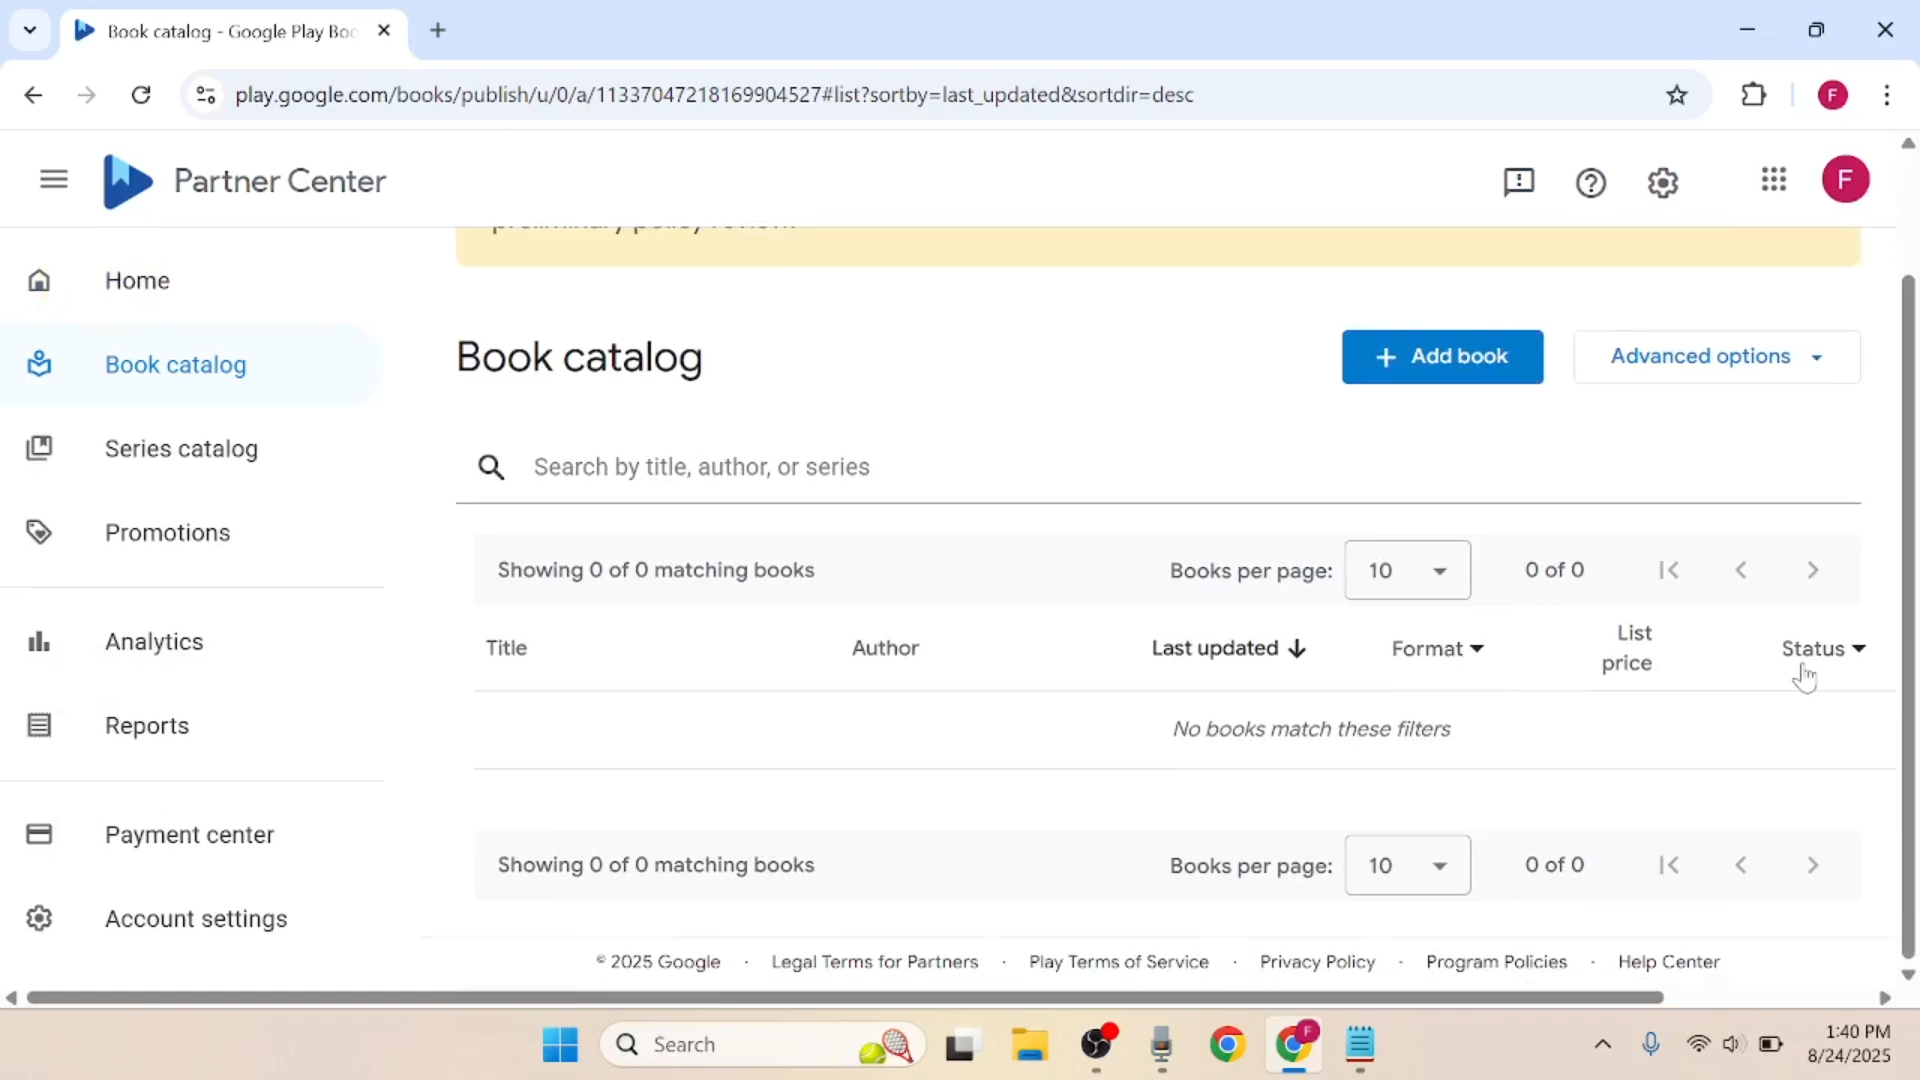 Book catalog - Google Play Boo
play.google.com/books/publish/u/0/a/11337047218169904527#list?sortby=last_updated&sortdir=desc
F
Partner Center
F
preliminary policy review.
Home
Book catalog
Series catalog
Promotions
Analytics
Reports
Payment center
Account settings
Book catalog
+ Add book
Advanced options
Search by title, author, or series
Showing 0 of 0 matching books
Books per page: 10
0 of 0
Title
Author
Last updated
Format
List
price
Status
No books match these filters
Showing 0 of 0 matching books
Books per page: 10
0 of 0
© 2025 Google · Legal Terms for Partners · Play Terms of Service · Privacy Policy · Program Policies · Help Center
Search
F
1:40 PM
8/24/2025